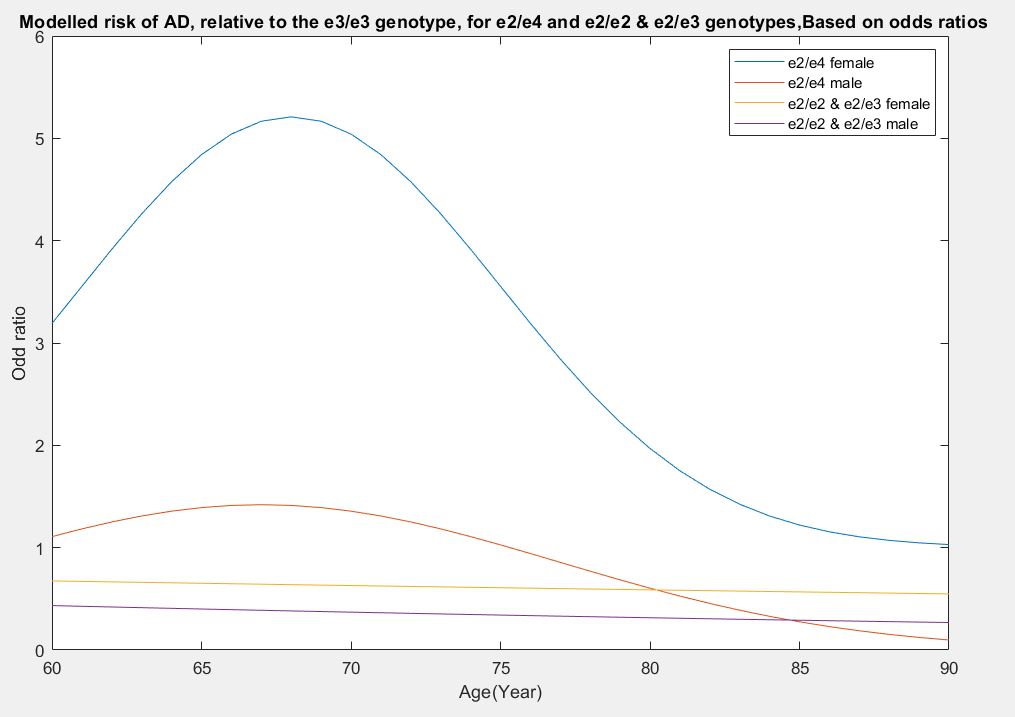 Modelled risk of AD, relative to the e3/e3 genotype, for e2/e4 and e2/e2 & e2/e3 genotypes,Based on odds ratios
e2/e4 female
e2/e4 male
e2/e2 & e2/e3 female
e2/e2 & e2/e3 male
Odd ratio
6
5
4
3
2
1
0
60
65
70
75
80
85
90
Age(Year)